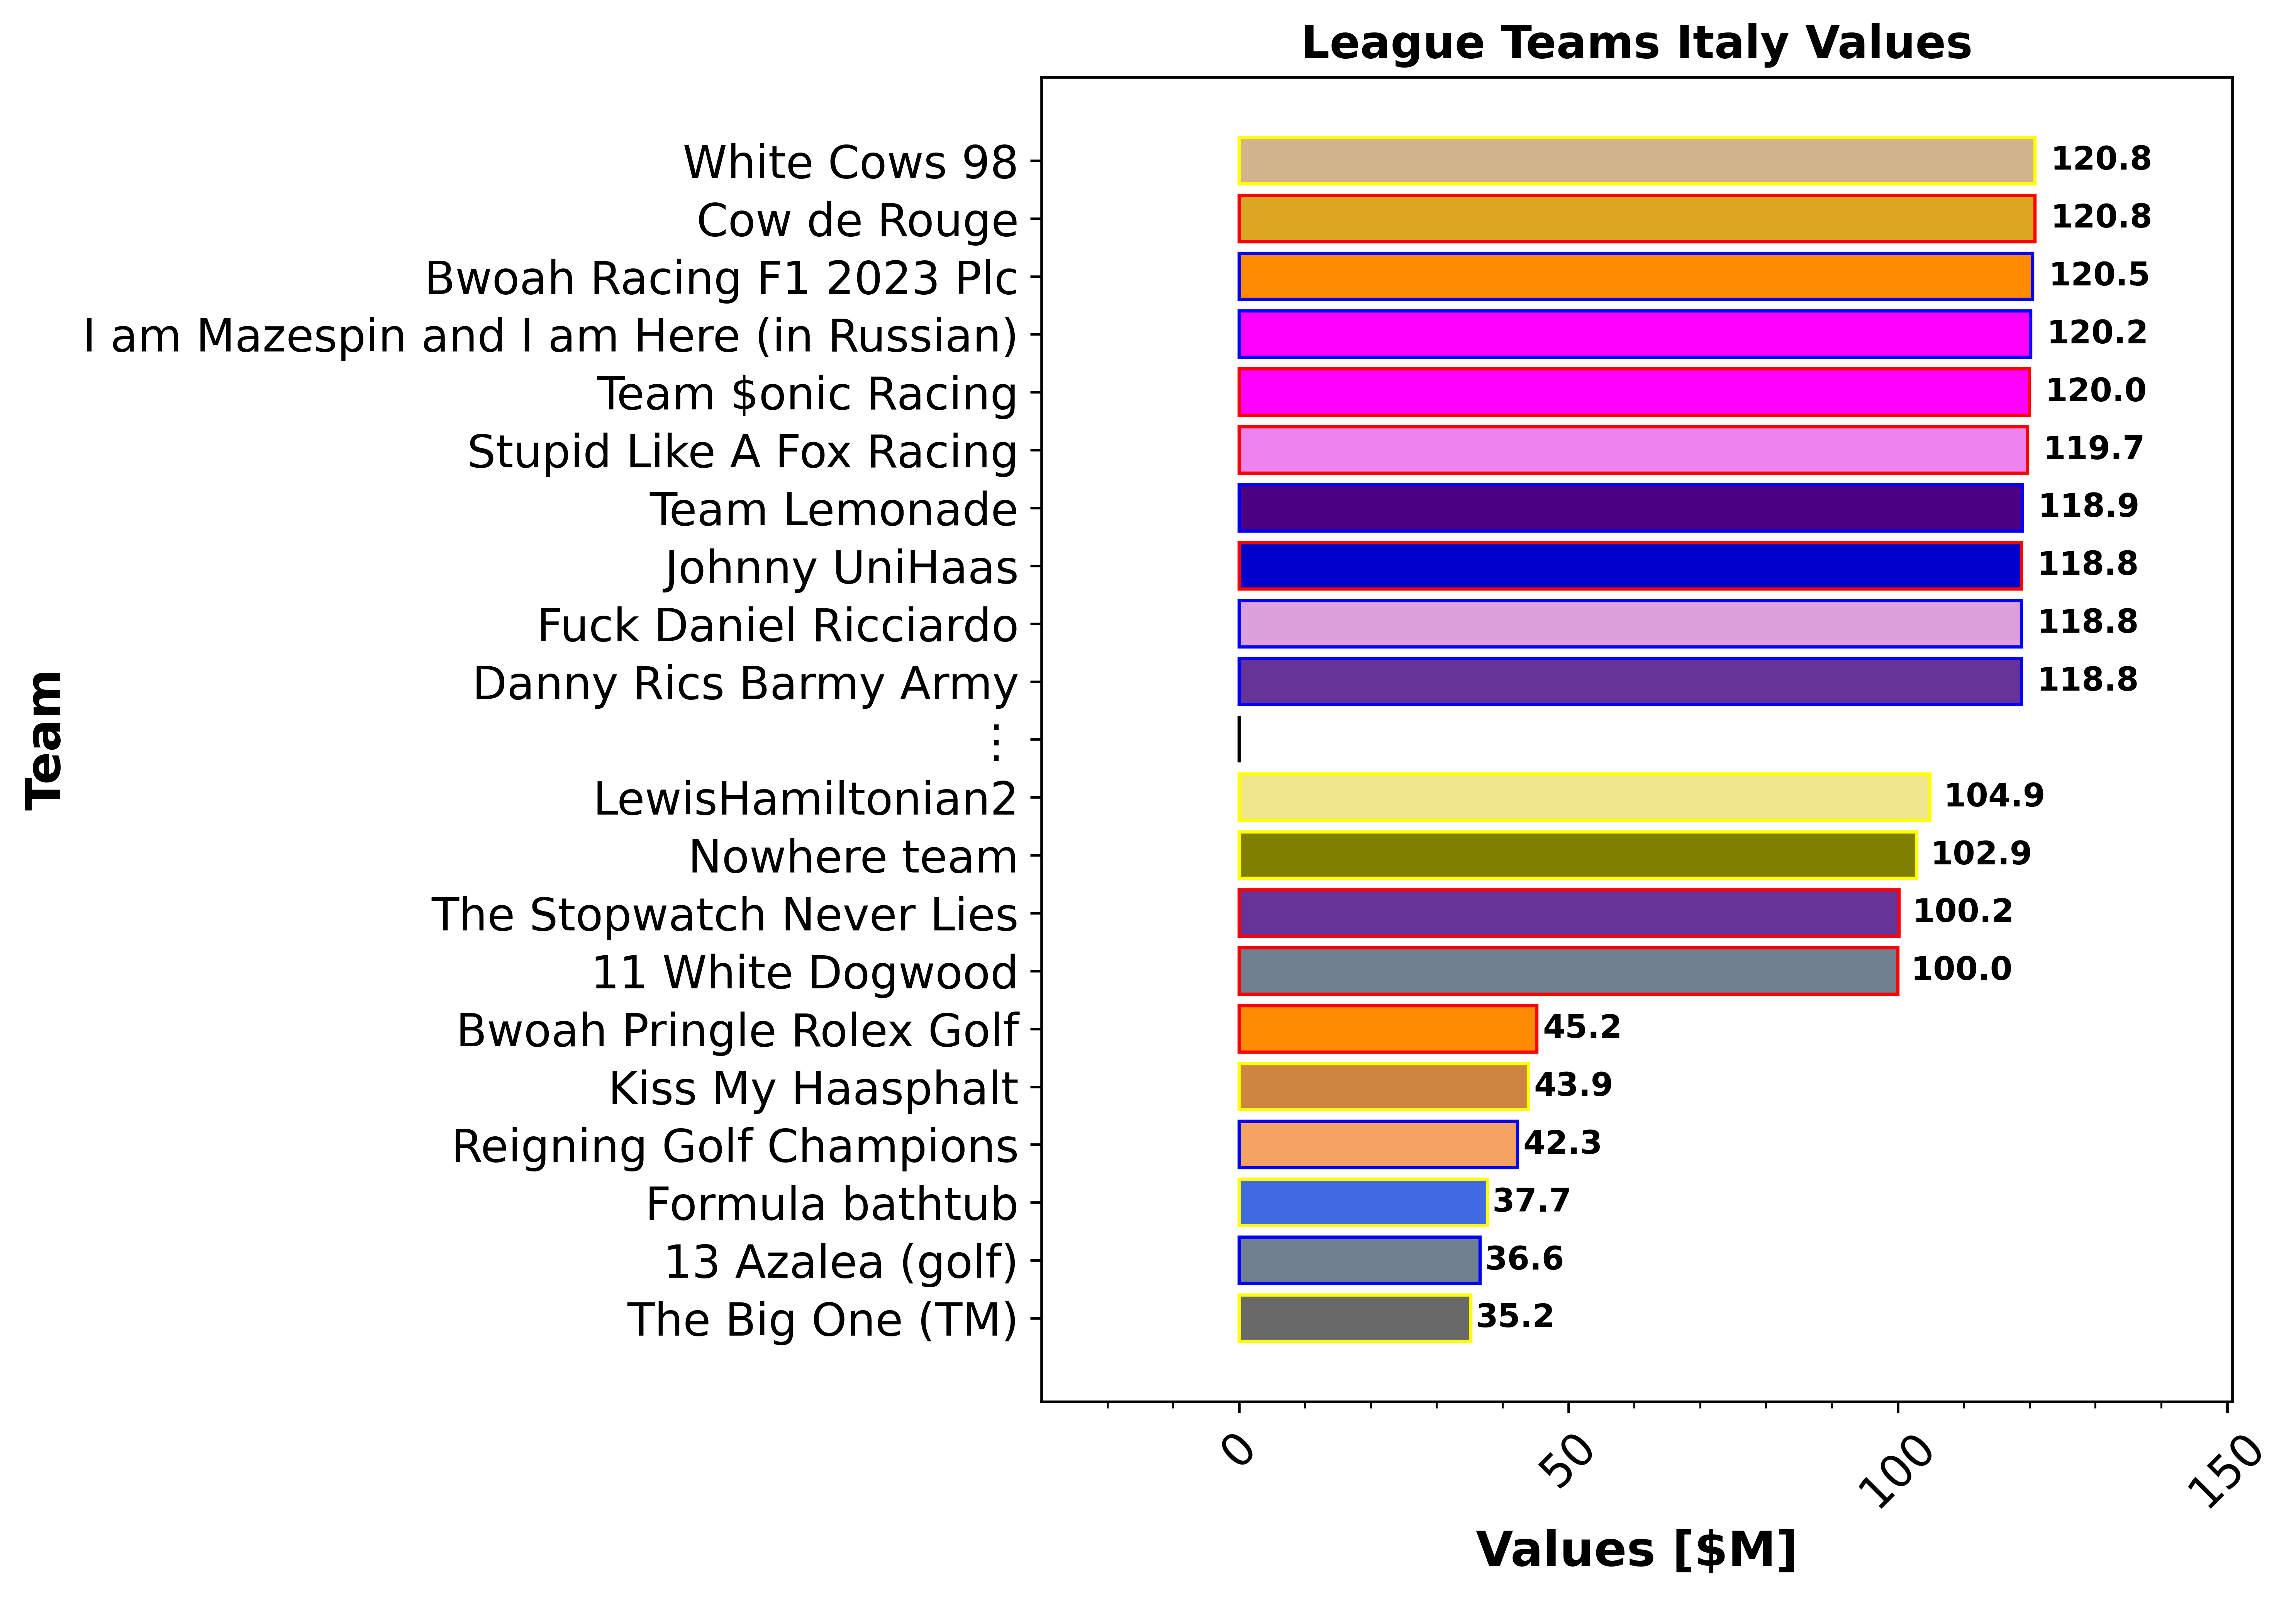 League Teams Italy Values
White Cows 98 120.8
Cow de Rouge 120.8
Bwoah Racing F1 2023 Plc 120.5
I am Mazespin and I am Here (in Russian) 120.2
Team $onic Racing 120.0
Stupid Like A Fox Racing 119.7
Team Lemonade 118.9
Johnny UniHaas 118.8
Fuck Daniel Ricciardo 118.8
Danny Rics Barmy Army 118.8
⋮
LewisHamiltonian2 104.9
Nowhere team 102.9
The Stopwatch Never Lies 100.2
11 White Dogwood 100.0
Bwoah Pringle Rolex Golf 45.2
Kiss My Haasphalt 43.9
Reigning Golf Champions 42.3
Formula bathtub 37.7
13 Azalea (golf) 36.6
The Big One (TM) 35.2
Team
0 50 100 150
Values [$M]